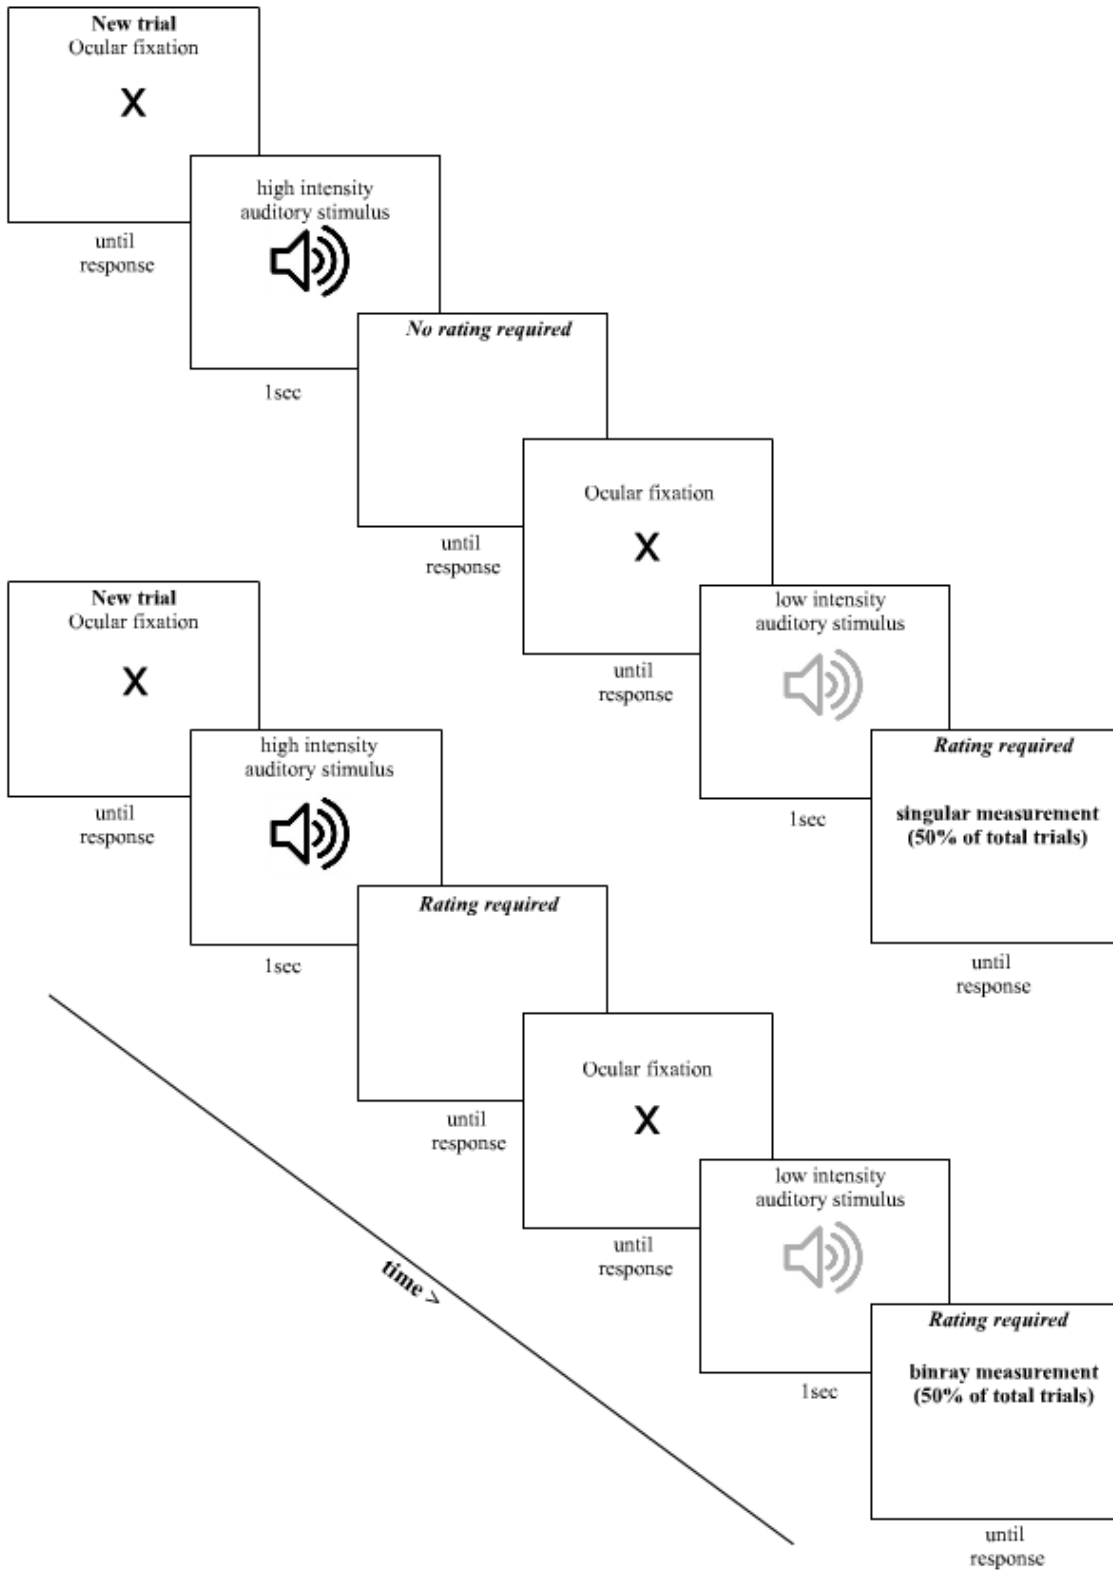 New trial
Ocular fixation
X
until
response
high intensity
auditory stimulus
1sec
No rating required
until
response
Ocular fixation
X
until
response
low intensity
auditory stimulus
1sec
Rating required
singular measurement
(50% of total trials)
until
response
New trial
Ocular fixation
X
until
response
high intensity
auditory stimulus
1sec
Rating required
until
response
Ocular fixation
X
until
response
low intensity
auditory stimulus
1sec
Rating required
binray measurement
(50% of total trials)
until
response
time >